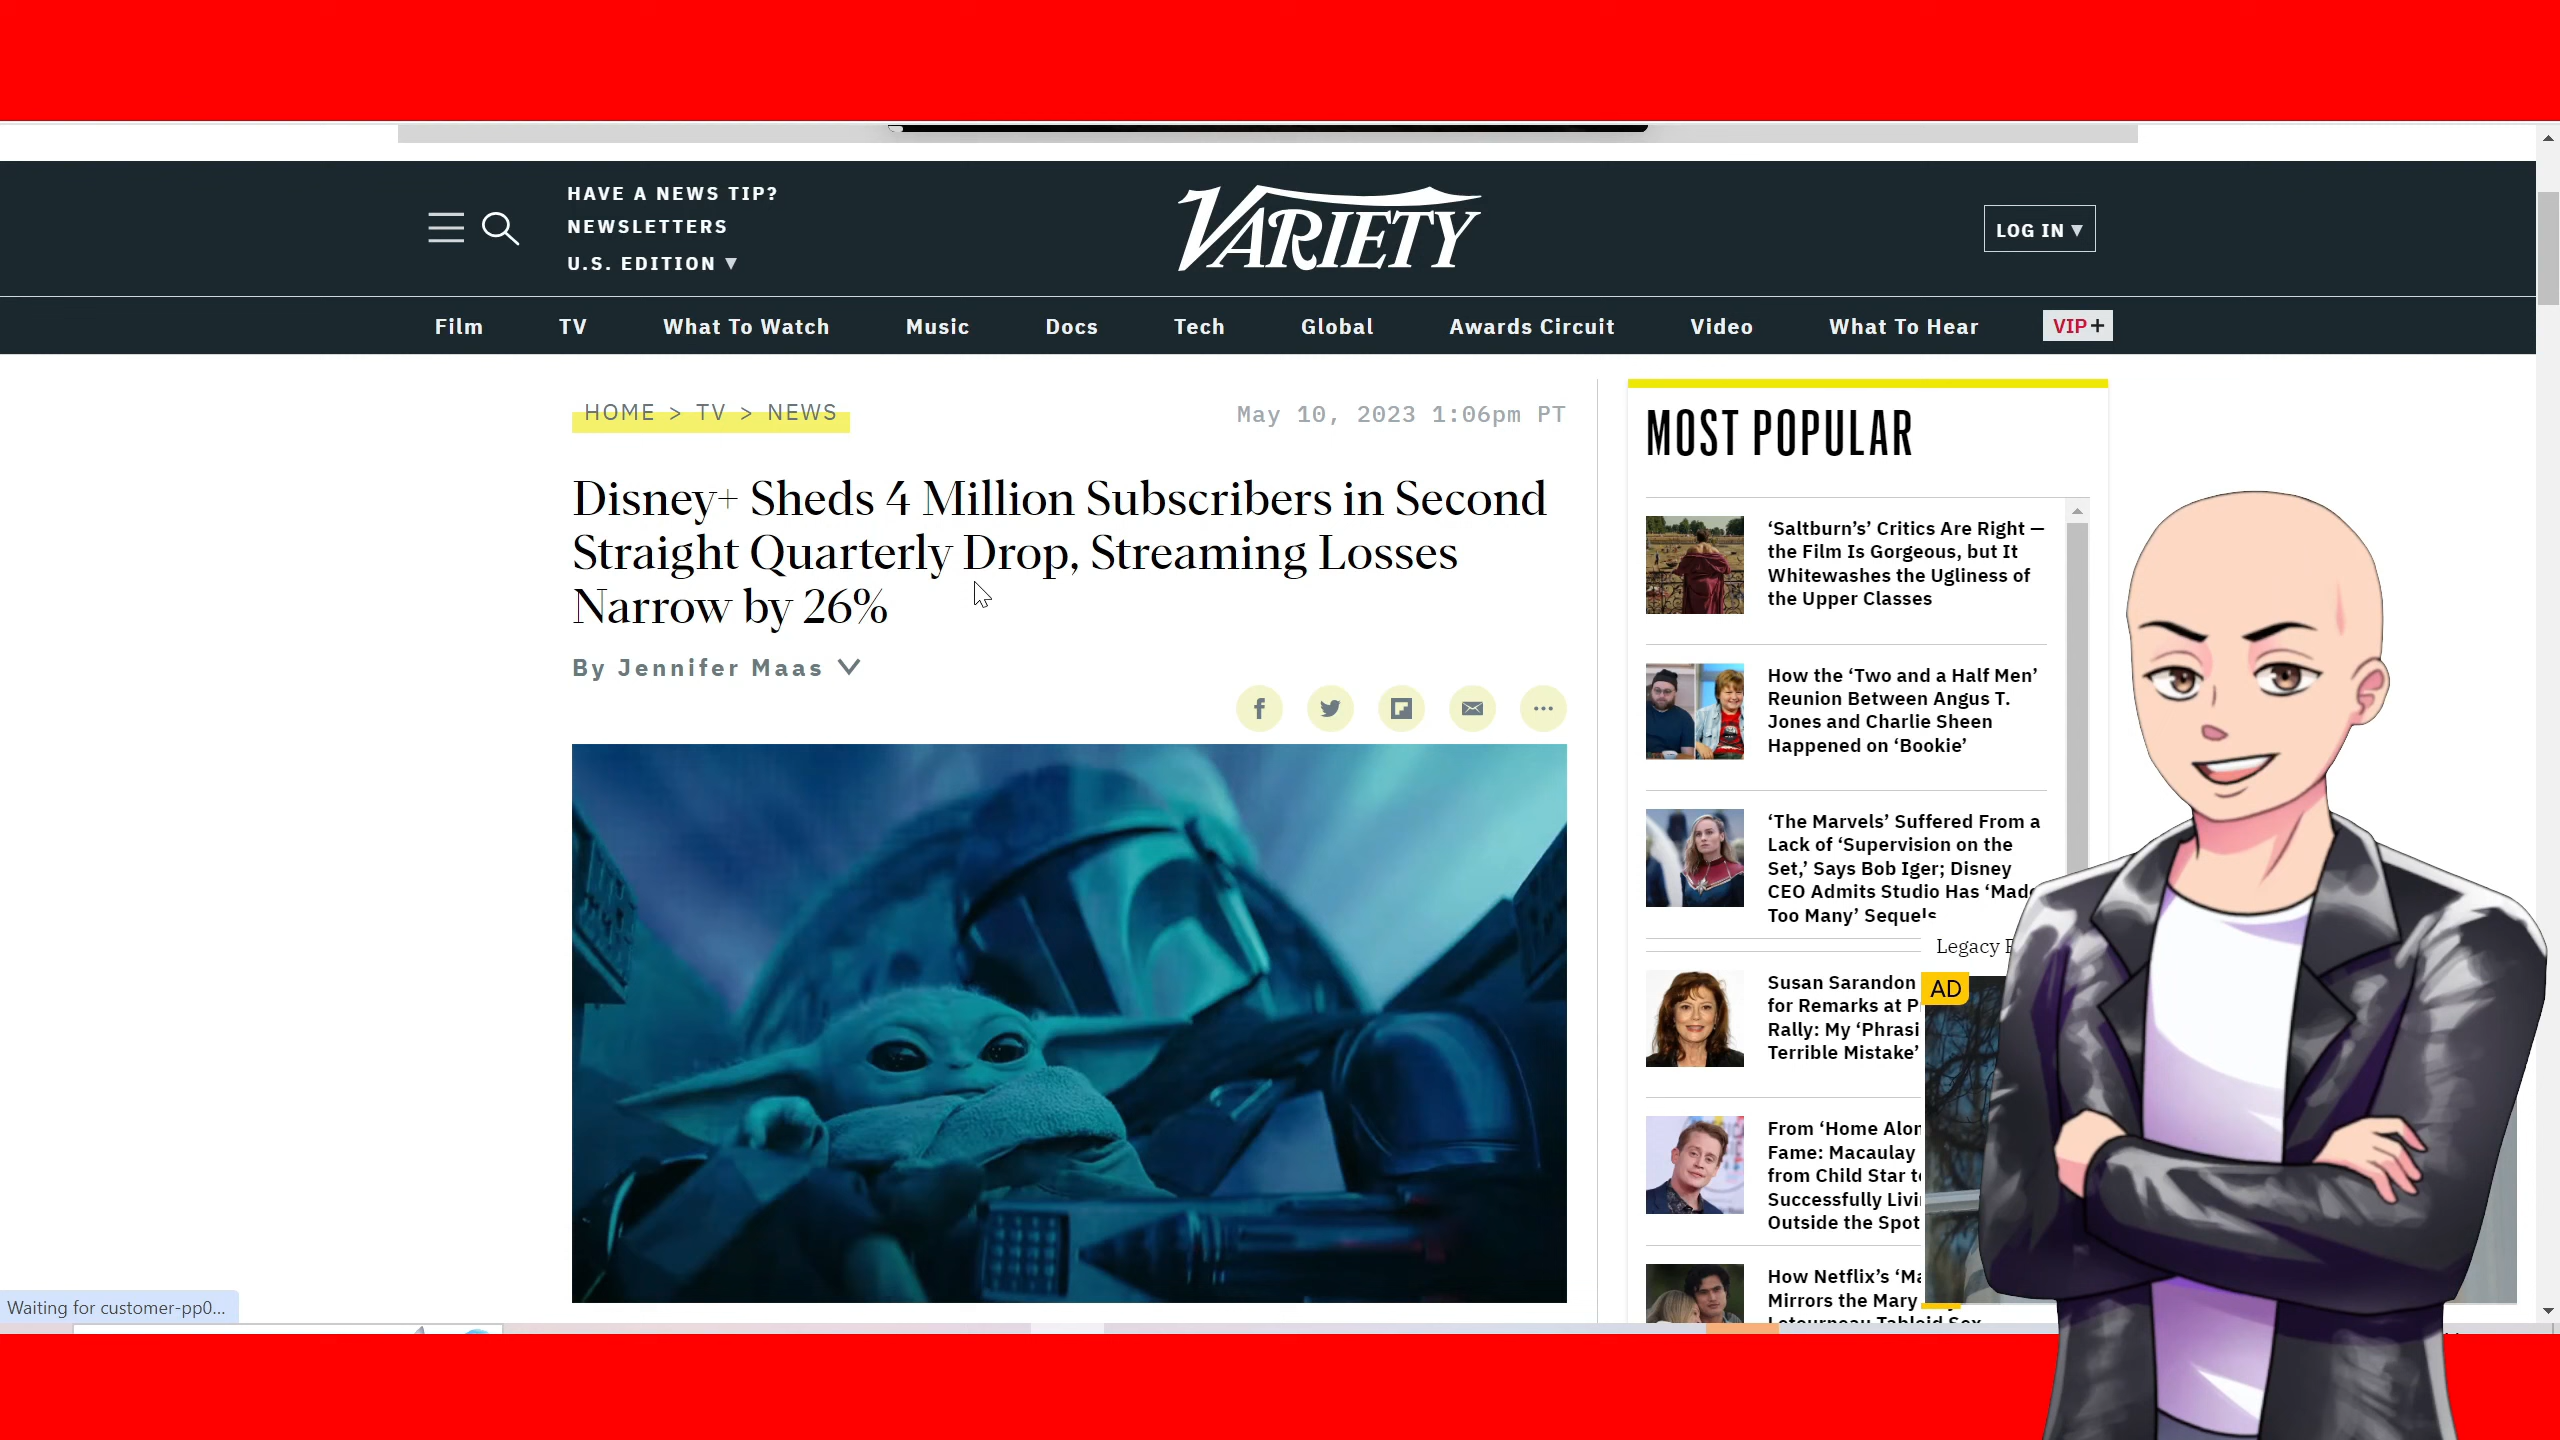 HAVE A NEWS TIP?
NEWSLETTERS
U.S. EDITION ▼
VARIETY
LOG IN ▼
Film TV What To Watch Music Docs Tech Global Awards Circuit Video What To Hear VIP+
HOME > TV > NEWS
May 10, 2023 1:06pm PT
Disney+ Sheds 4 Million Subscribers in Second
Straight Quarterly Drop, Streaming Losses
Narrow by 26%
By Jennifer Maas
MOST POPULAR
‘Saltburn’s’ Critics Are Right —
the Film Is Gorgeous, but It
Whitewashes the Ugliness of
the Upper Classes
How the ‘Two and a Half Men’
Reunion Between Angus T.
Jones and Charlie Sheen
Happened on ‘Bookie’
‘The Marvels’ Suffered From a
Lack of ‘Supervision on the
Set,’ Says Bob Iger; Disney
CEO Admits Studio Has ‘Made
Too Many’ Sequels
Legacy
AD
Susan Sarandon
for Remarks at
Rally: My
Terrible Mistake’
From ‘Home
Fame: Macaulay
from Child Star
Successfully
Outside the
How Netflix’s
Mirrors the Mary
Letourneau Tabloid Sex
Waiting for customer-pp0...